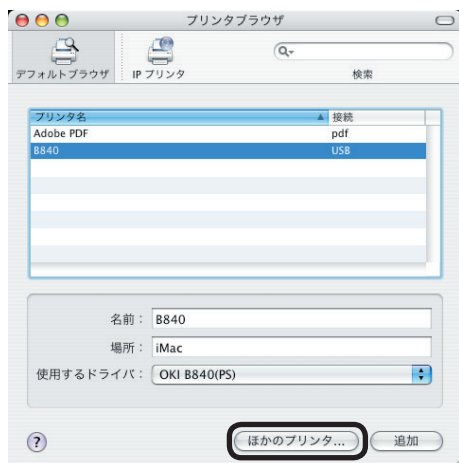 プリンタブラウザ
デフォルトブラウザ IP プリンタ 検索
プリンタ名 接続
Adobe PDF pdf
B840 USB
名前： B840
場所： iMac
使用するドライバ： OKI B840(PS)
? ほかのプリンタ... 追加